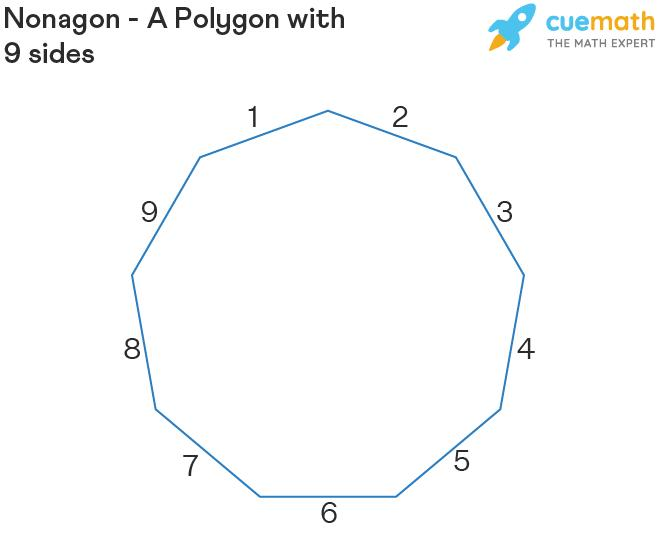 Nonagon - A Polygon with
9 sides
cuemath
THE MATH EXPERT
1
2
9
3
8
4
7
5
6